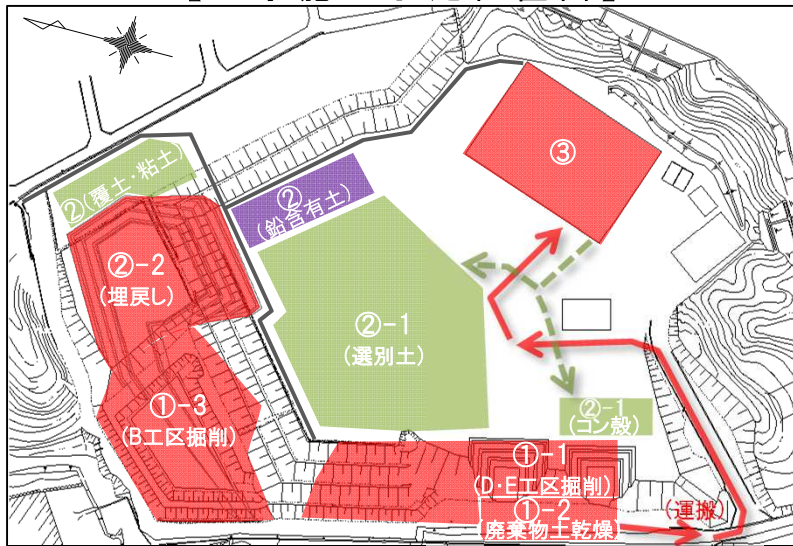 ③
②(覆土・粘土)
②
(鉛含有土)
②-2
(埋戻し)
②-1
(選別土)
①-3
(B工区掘削)
②-1
(コン殻)
①-1
(D・E工区掘削)
①-2
(廃棄物土乾燥)
(運搬)